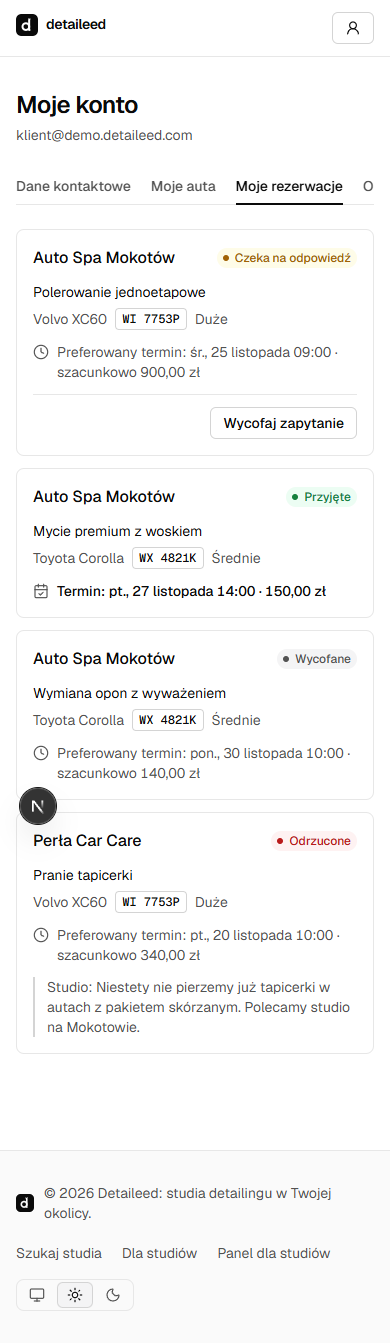 d detaileed
Moje konto
klient@demo.detaileed.com
Dane kontaktowe Moje auta Moje rezerwacje O
Auto Spa Mokotów Czeka na odpowiedź
Polerowanie jednoetapowe
Volvo XC60 WI 7753P Duże
Preferowany termin: śr., 25 listopada 09:00 ·
szacunkowo 900,00 zł
Wycofaj zapytanie
Auto Spa Mokotów Przyjęte
Mycie premium z woskiem
Toyota Corolla WX 4821K Średnie
Termin: pt., 27 listopada 14:00 · 150,00 zł
Auto Spa Mokotów Wycofane
Wymiana opon z wyważeniem
Toyota Corolla WX 4821K Średnie
Preferowany termin: pon., 30 listopada 10:00 ·
szacunkowo 140,00 zł
N
Perła Car Care Odrzucone
Pranie tapicerki
Volvo XC60 WI 7753P Duże
Preferowany termin: pt., 20 listopada 10:00 ·
szacunkowo 340,00 zł
Studio: Niestety nie pierzemy już tapicerki w
autach z pakietem skórzanym. Polecamy studio
na Mokotowie.
d © 2026 Detaileed: studia detailingu w Twojej
okolicy.
Szukaj studia Dla studiów Panel dla studiów